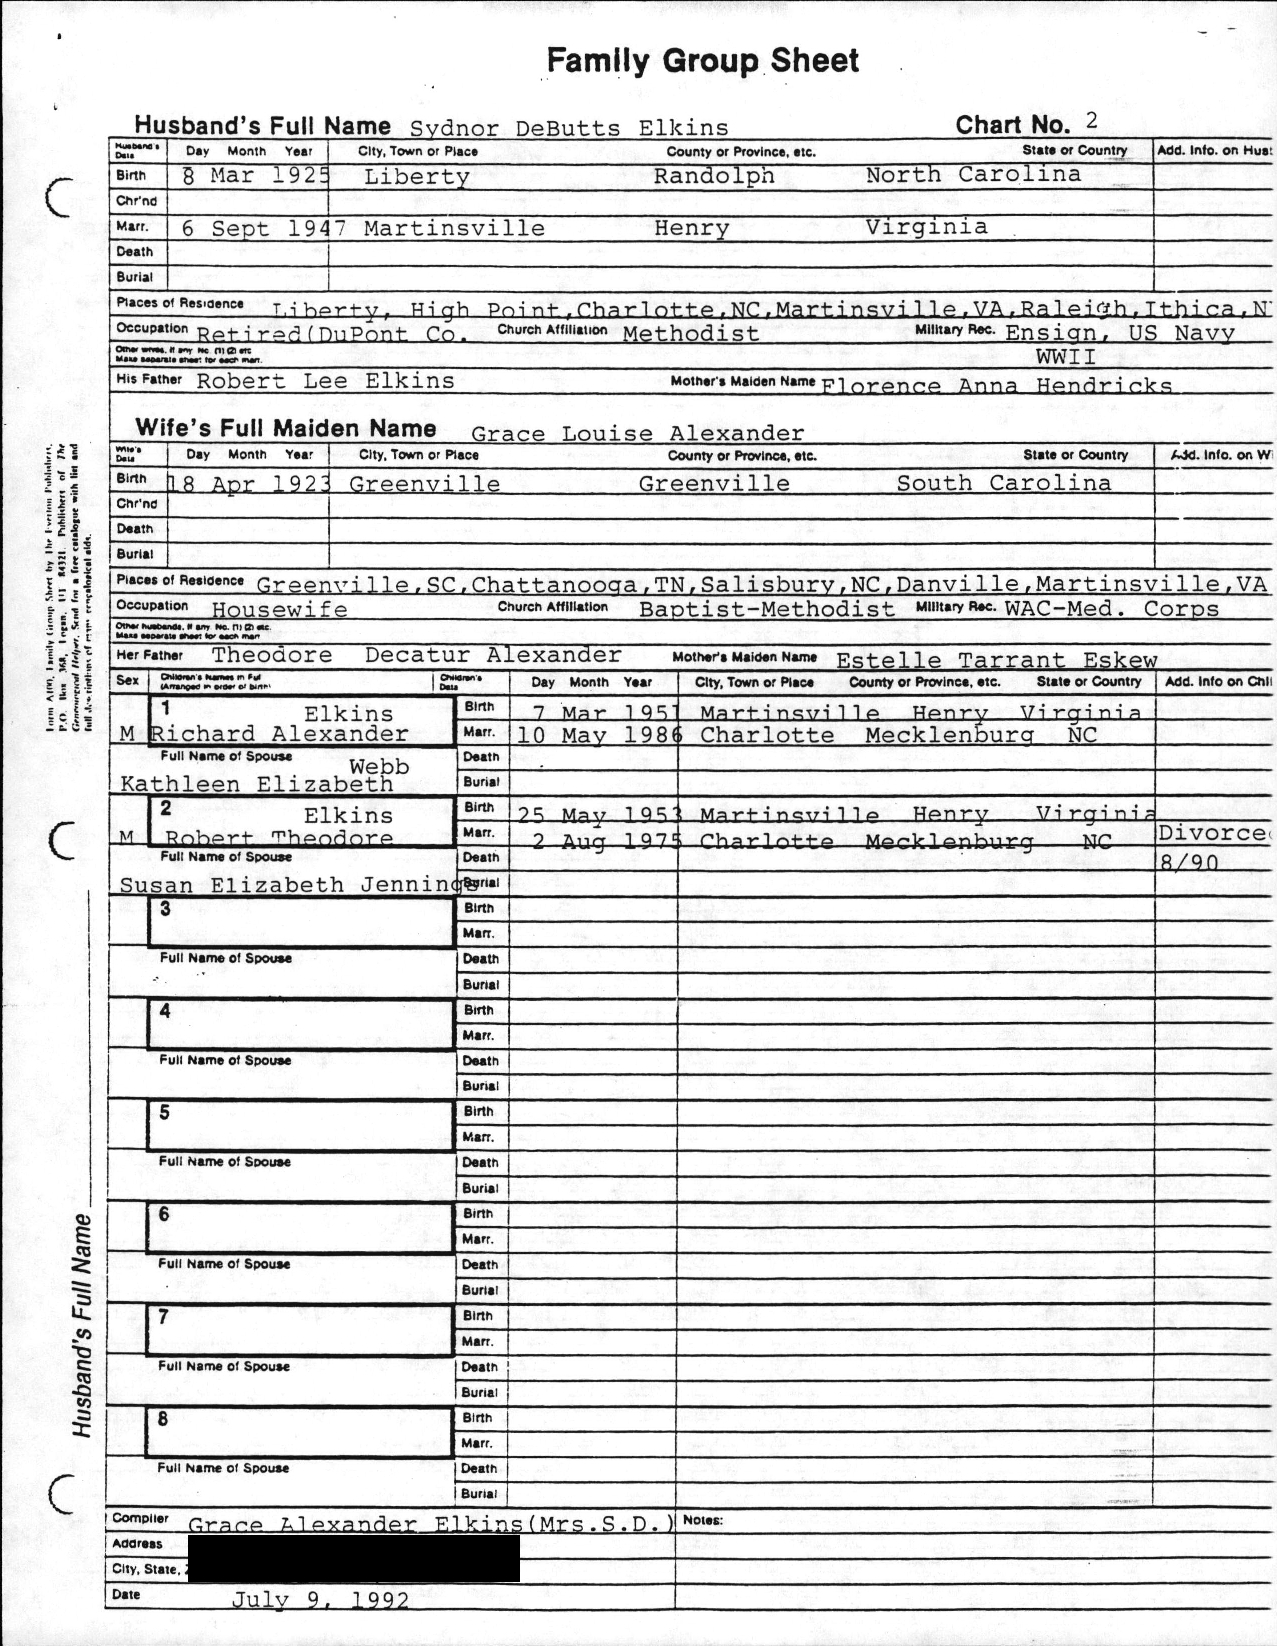 Family Group Sheet
Husband's Full Name Sydnor DeButts Elkins Chart No. 2
Husband's Data Day Month Year City, Town or Place County or Province, etc. State or Country Add. Info. on Hus
Birth 8 Mar 1925 Liberty Randolph North Carolina
Chr'nd
Marr. 6 Sept 1947 Martinsville Henry Virginia
Death
Burial
Places of Residence Liberty, High Point,Charlotte,NC,Martinsville,VA,Raleigh,Ithica,N
Occupation Retired(DuPont Co. Church Affiliation Methodist Military Rec. Ensign, US Navy
Other wives, if any. No. (1) (2) etc. WWII
Make separate sheet for each marr.
His Father Robert Lee Elkins Mother's Maiden Name Florence Anna Hendricks
Wife's Full Maiden Name Grace Louise Alexander
Wife's Data Day Month Year City, Town or Place County or Province, etc. State or Country Add. Info. on Wi
Birth 18 Apr 1923 Greenville Greenville South Carolina
Chr'nd
Death
Burial
Places of Residence Greenville,SC,Chattanooga,TN,Salisbury,NC,Danville,Martinsville,VA
Occupation Housewife Church Affiliation Baptist-Methodist Military Rec. WAC-Med. Corps
Other husbands, if any. No. (1) (2) etc.
Make separate sheet for each marr
Her Father Theodore Decatur Alexander Mother's Maiden Name Estelle Tarrant Eskew
Sex Children's Names in Full (Arranged in order of birth) Children's Data Day Month Year City, Town or Place County or Province, etc. State or Country Add. Info on Chil
1 Elkins Birth 7 Mar 1951 Martinsville Henry Virginia
M Richard Alexander Marr. 10 May 1986 Charlotte Mecklenburg NC
Full Name of Spouse Webb Death
Kathleen Elizabeth Burial
2 Elkins Birth 25 May 1953 Martinsville Henry Virginia
M Robert Theodore Marr. 2 Aug 1975 Charlotte Mecklenburg NC Divorce
Full Name of Spouse Death 8/90
Susan Elizabeth Jennings Burial
3 Birth
Marr.
Full Name of Spouse Death
Burial
4 Birth
Marr.
Full Name of Spouse Death
Burial
5 Birth
Marr.
Full Name of Spouse Death
Burial
6 Birth
Marr.
Full Name of Spouse Death
Burial
7 Birth
Marr.
Full Name of Spouse Death
Burial
8 Birth
Marr.
Full Name of Spouse Death
Burial
Compiler Grace Alexander Elkins(Mrs.S.D.) Notes:
Address
City, State,
Date July 9, 1992
Form A100, Family Group Sheet by The Everton Publishers,
P.O. Box 368, Logan, UT 84321. Publishers of The
Genealogical Helper. Send for a free catalogue with list and
full descriptions of many genealogical aids.
Husband's Full Name